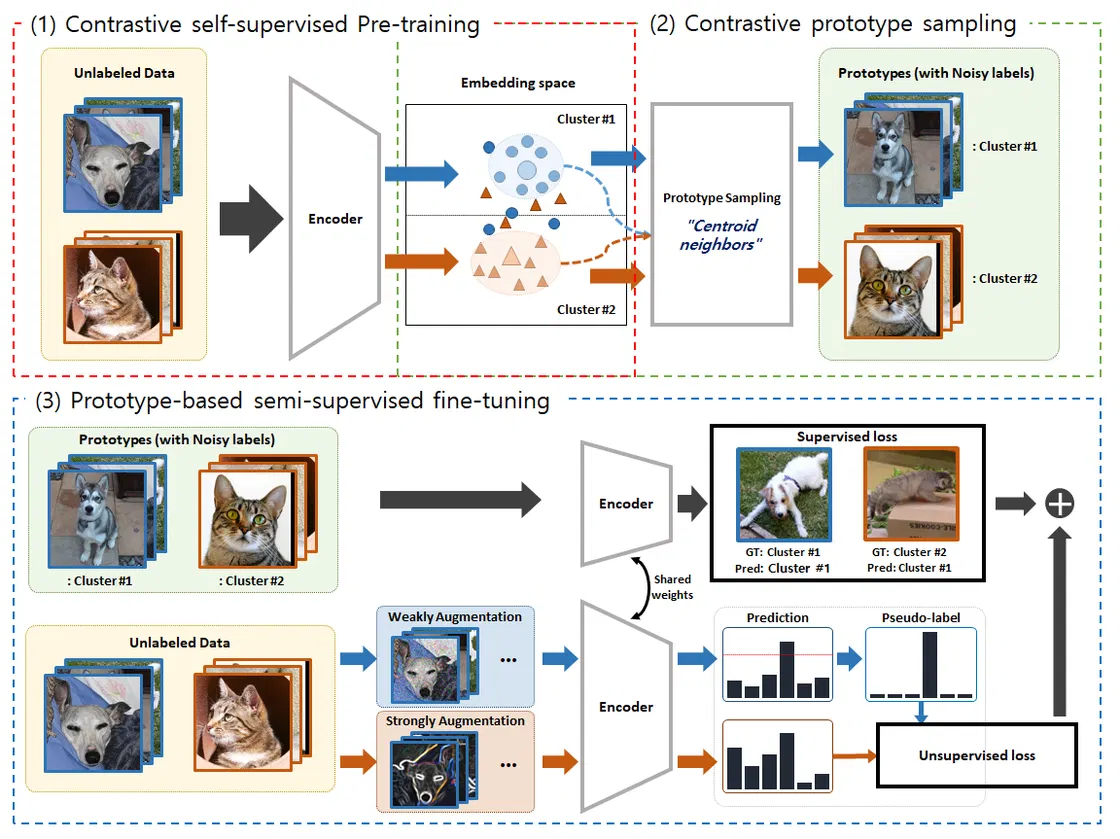 (1) Contrastive self-supervised Pre-training
(2) Contrastive prototype sampling
Unlabeled Data
Encoder
Embedding space
Cluster #1
Cluster #2
Prototype Sampling
"Centroid
neighbors"
Prototypes (with Noisy labels)
: Cluster #1
: Cluster #2
(3) Prototype-based semi-supervised fine-tuning
Prototypes (with Noisy labels)
: Cluster #1
: Cluster #2
Encoder
Supervised loss
GT: Cluster #1
Pred: Cluster #1
GT: Cluster #2
Pred: Cluster #1
Shared
weights
Unlabeled Data
Weakly Augmentation
...
Strongly Augmentation
...
Encoder
Prediction
Pseudo-label
Unsupervised loss